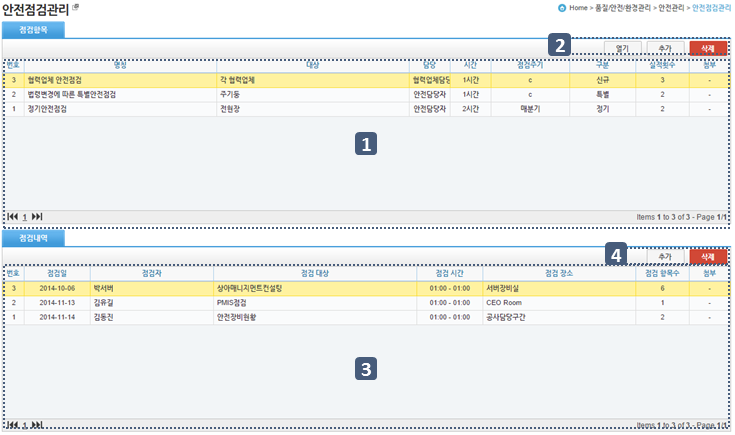 안전점검관리
Home > 품질/안전/환경관리 > 안전관리 > 안전점검관리
점검항목
2
열기 추가 삭제
번호 명칭 대상 담당 시간 점검주기 구분 실적횟수 첨부
3 협력업체 안전점검 각 협력업체 협력업체담당 1시간 c 신규 3 -
2 법령변경에 따른 특별안전점검 주기동 안전담당자 1시간 c 특별 2 -
1 정기안전점검 전현장 안전담당자 2시간 매분기 정기 2 -
1
1 Items 1 to 3 of 3 - Page 1/1
점검내역
4
추가 삭제
번호 점검일 점검자 점검 대상 점검 시간 점검 장소 점검 항목수 첨부
3 2014-10-06 박서버 상아매니지먼트컨설팅 01:00 - 01:00 서버장비실 6 -
2 2014-11-13 김유길 PMIS점검 01:00 - 01:00 CEO Room 1 -
1 2014-11-14 김동진 안전장비현황 01:00 - 01:00 공사담당구간 2 -
3
1 Items 1 to 3 of 3 - Page 1/1